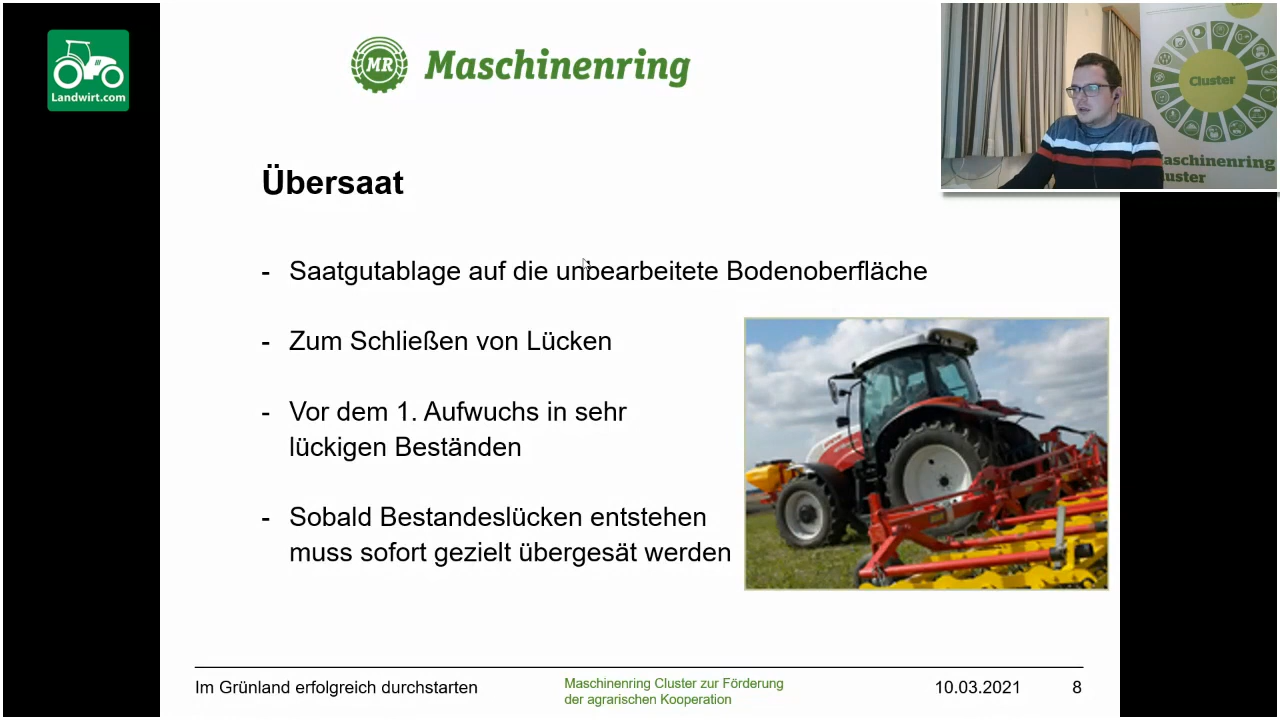 Landwirt.com
MR Maschinenring
Cluster
Maschinenring
Cluster
Übersaat
- Saatgutablage auf die unbearbeitete Bodenoberfläche
- Zum Schließen von Lücken
- Vor dem 1. Aufwuchs in sehr
lückigen Beständen
- Sobald Bestandeslücken entstehen
muss sofort gezielt übergesät werden
Im Grünland erfolgreich durchstarten
Maschinenring Cluster zur Förderung
der agrarischen Kooperation
10.03.2021
8